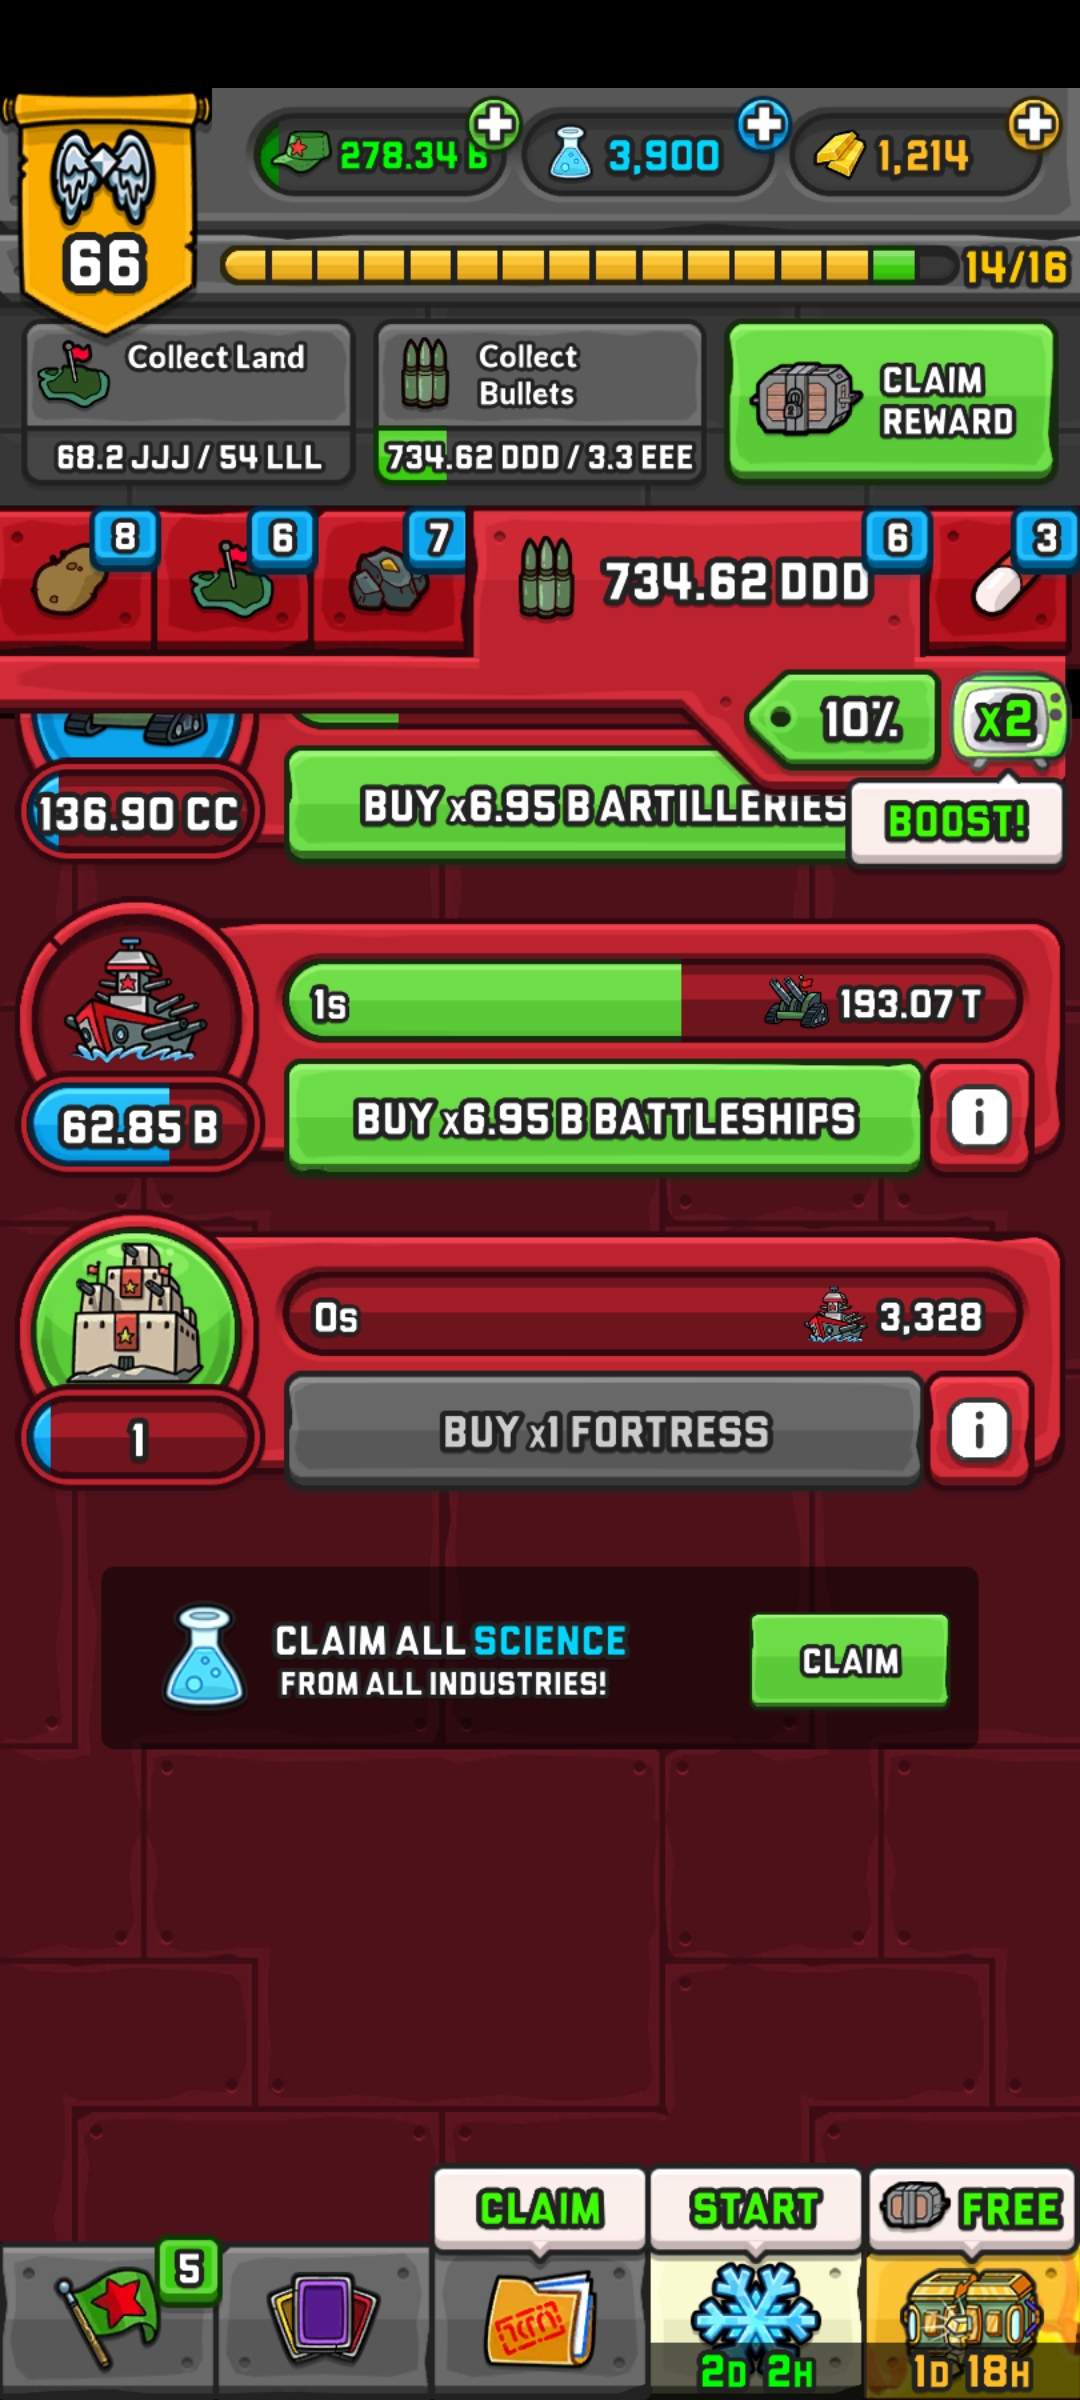 278.34 B
3,900
1,214
66
14/16
Collect Land
68.2 JJJ / 54 LLL
Collect
Bullets
734.62 DDD / 3.3 EEE
CLAIM
REWARD
8
6
7
734.62 DDD
6
3
10%
x2
BOOST!
136.90 CC
BUY x6.95 B ARTILLERIES
1s
193.07 T
62.85 B
BUY x6.95 B BATTLESHIPS
i
0s
3,328
1
BUY x1 FORTRESS
i
CLAIM ALL SCIENCE
FROM ALL INDUSTRIES!
CLAIM
CLAIM
START
FREE
5
2D 2H
1D 18H